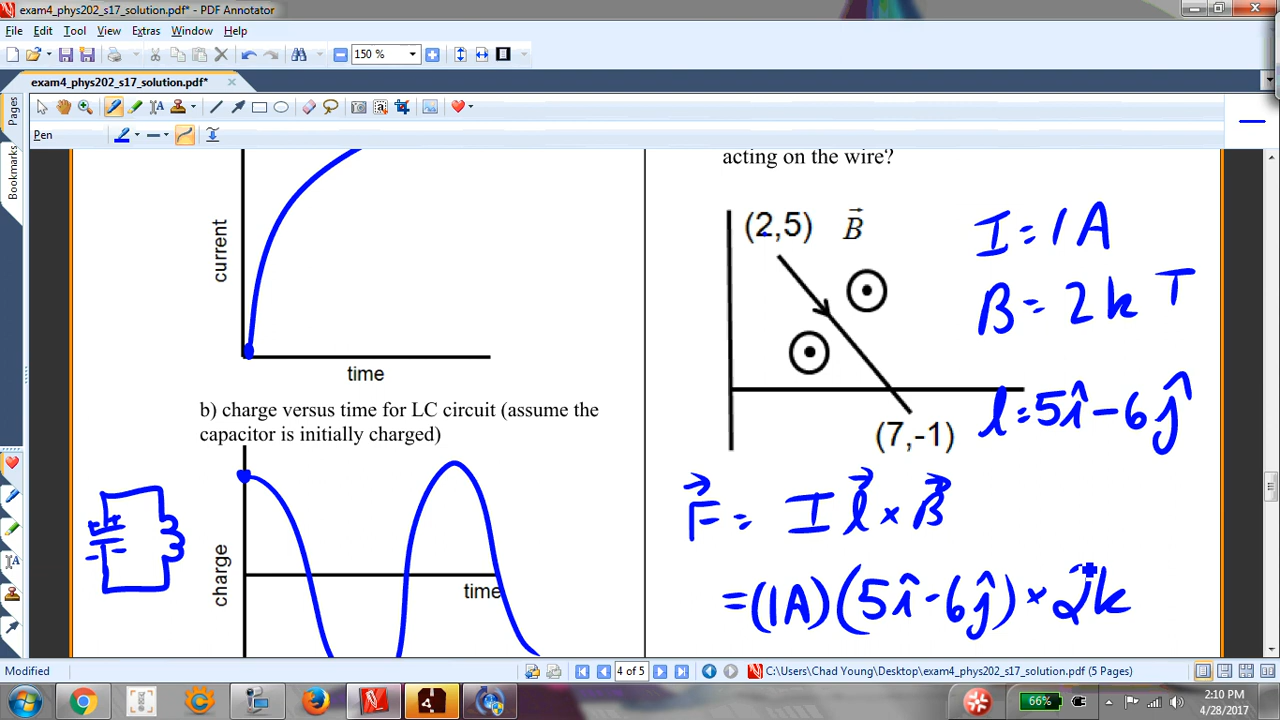 exam4_phys202_s17_solution.pdf* - PDF Annotator
File Edit Tool View Extras Window Help
150 %
exam4_phys202_s17_solution.pdf*
Pen
Pages
Bookmarks
current
time
b) charge versus time for LC circuit (assume the
capacitor is initially charged)
charge
time
acting on the wire?
(2,5) B⃗
I = 1 A
B = 2 k T
l = 5î - 6ĵ
(7,-1)
F⃗ = I l⃗ × B⃗
= (1A)(5î - 6ĵ) × 2k
Modified
4 of 5
C:\Users\Chad Young\Desktop\exam4_phys202_s17_solution.pdf (5 Pages)
66%
2:10 PM
4/28/2017